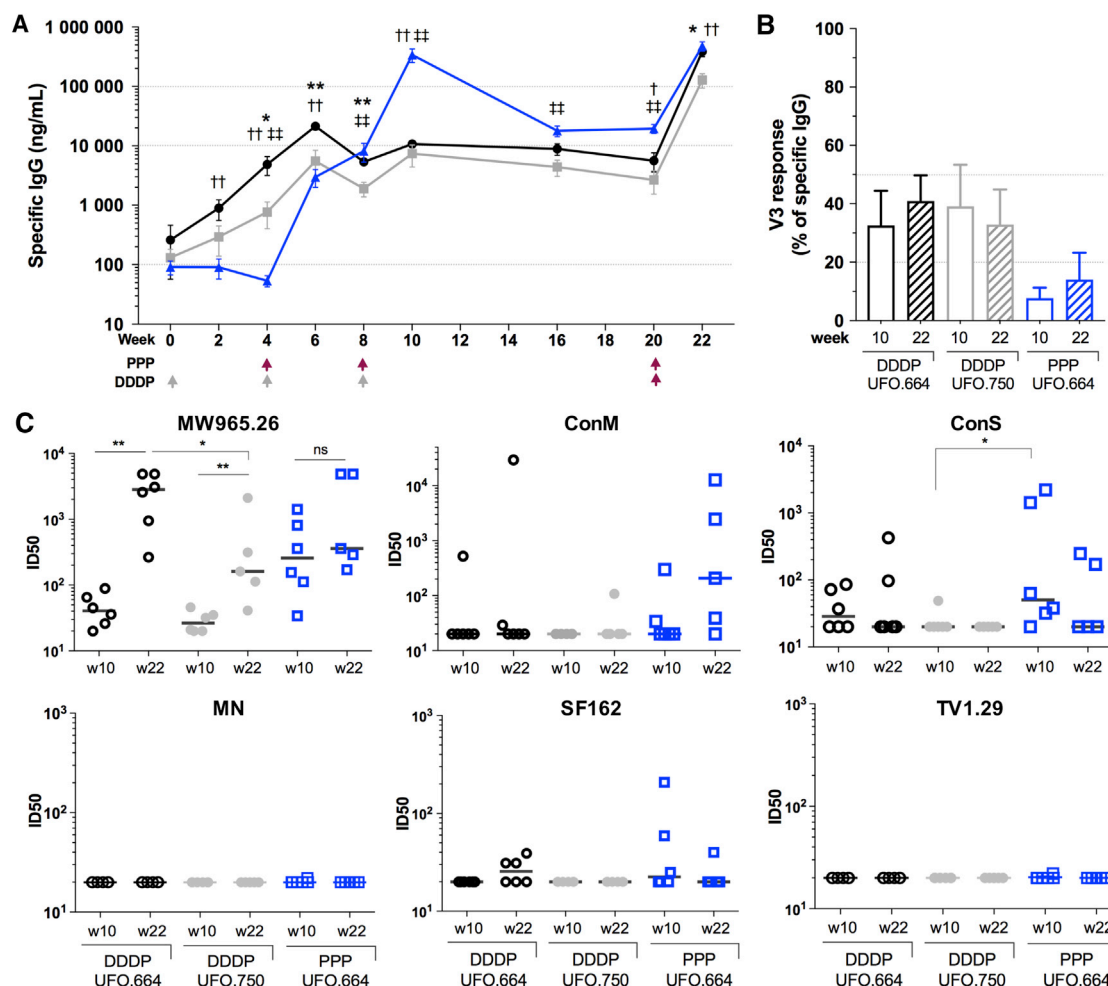 A
B
1 000 000
100 000
10 000
1 000
100
10
Specific IgG (ng/mL)
††
*
†† ‡‡
**
††
**
‡‡
†† ‡‡
‡‡
†
‡‡
* ††
Week
0 2 4 6 8 10 12 14 16 18 20 22
PPP
DDDP
V3 response
(% of specific IgG)
100
80
60
40
20
0
week 10 22 10 22 10 22
DDDP DDDP PPP
UFO.664 UFO.750 UFO.664
C
MW965.26
ID50
10⁴
10³
10²
10¹
** * ** ns
w10 w22 w10 w22 w10 w22
ConM
ID50
10⁴
10³
10²
10¹
w10 w22 w10 w22 w10 w22
ConS
ID50
10⁴
10³
10²
10¹
*
w10 w22 w10 w22 w10 w22
MN
ID50
10³
10²
10¹
w10 w22 w10 w22 w10 w22
DDDP DDDP PPP
UFO.664 UFO.750 UFO.664
SF162
ID50
10³
10²
10¹
w10 w22 w10 w22 w10 w22
DDDP DDDP PPP
UFO.664 UFO.750 UFO.664
TV1.29
ID50
10³
10²
10¹
w10 w22 w10 w22 w10 w22
DDDP DDDP PPP
UFO.664 UFO.750 UFO.664